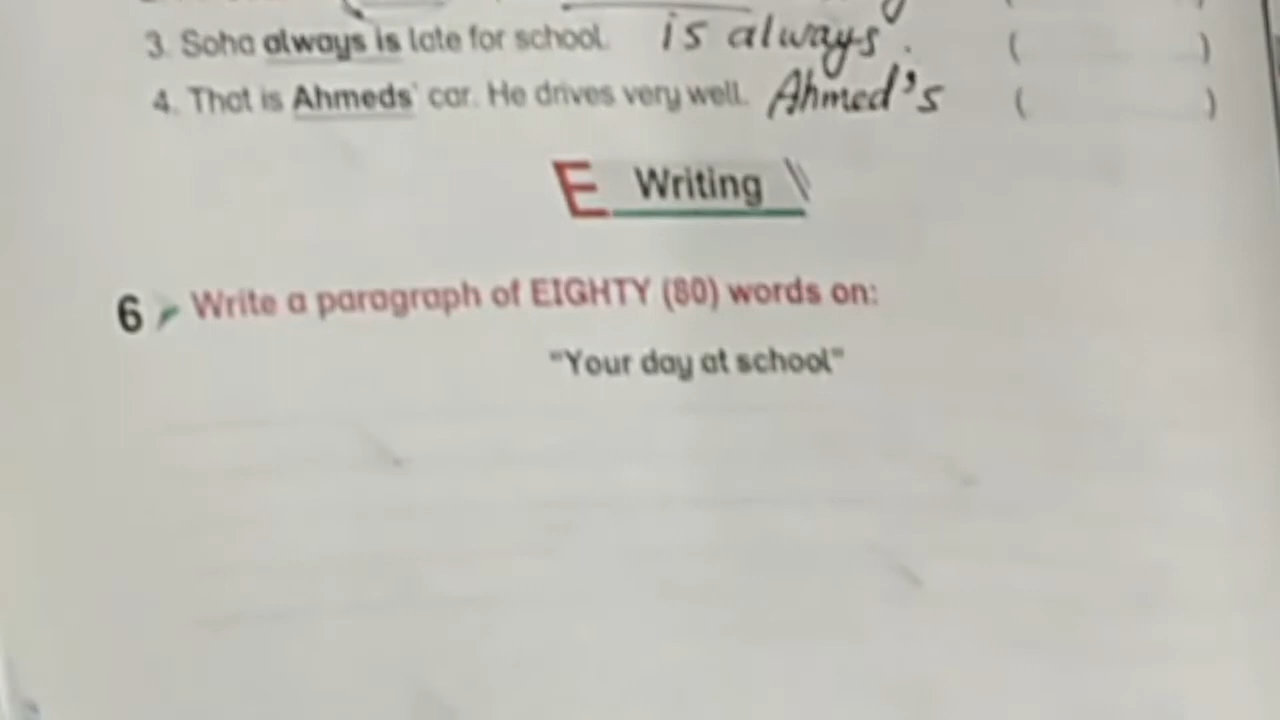 3. Soha always is late for school. is always. ( )
4. That is Ahmeds' car. He drives very well. Ahmed's ( )
E Writing
6 Write a paragraph of EIGHTY (80) words on:
"Your day at school"